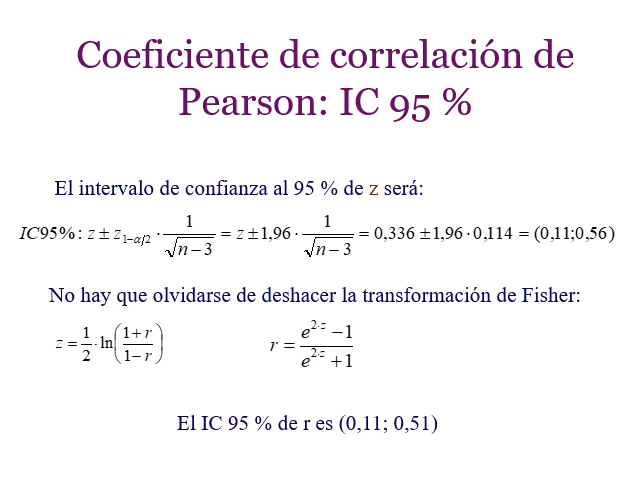 Coeficiente de correlación de
Pearson: IC 95 %
El intervalo de confianza al 95 % de z será:
IC95% : z ± z_{1−α/2} · 1/√(n−3) = z ± 1,96 · 1/√(n−3) = 0,336 ± 1,96 · 0,114 = (0,11;0,56)
No hay que olvidarse de deshacer la transformación de Fisher:
z = 1/2 · ln((1+r)/(1−r)) r = (e^{2·z} −1)/(e^{2·z} +1)
El IC 95 % de r es (0,11; 0,51)